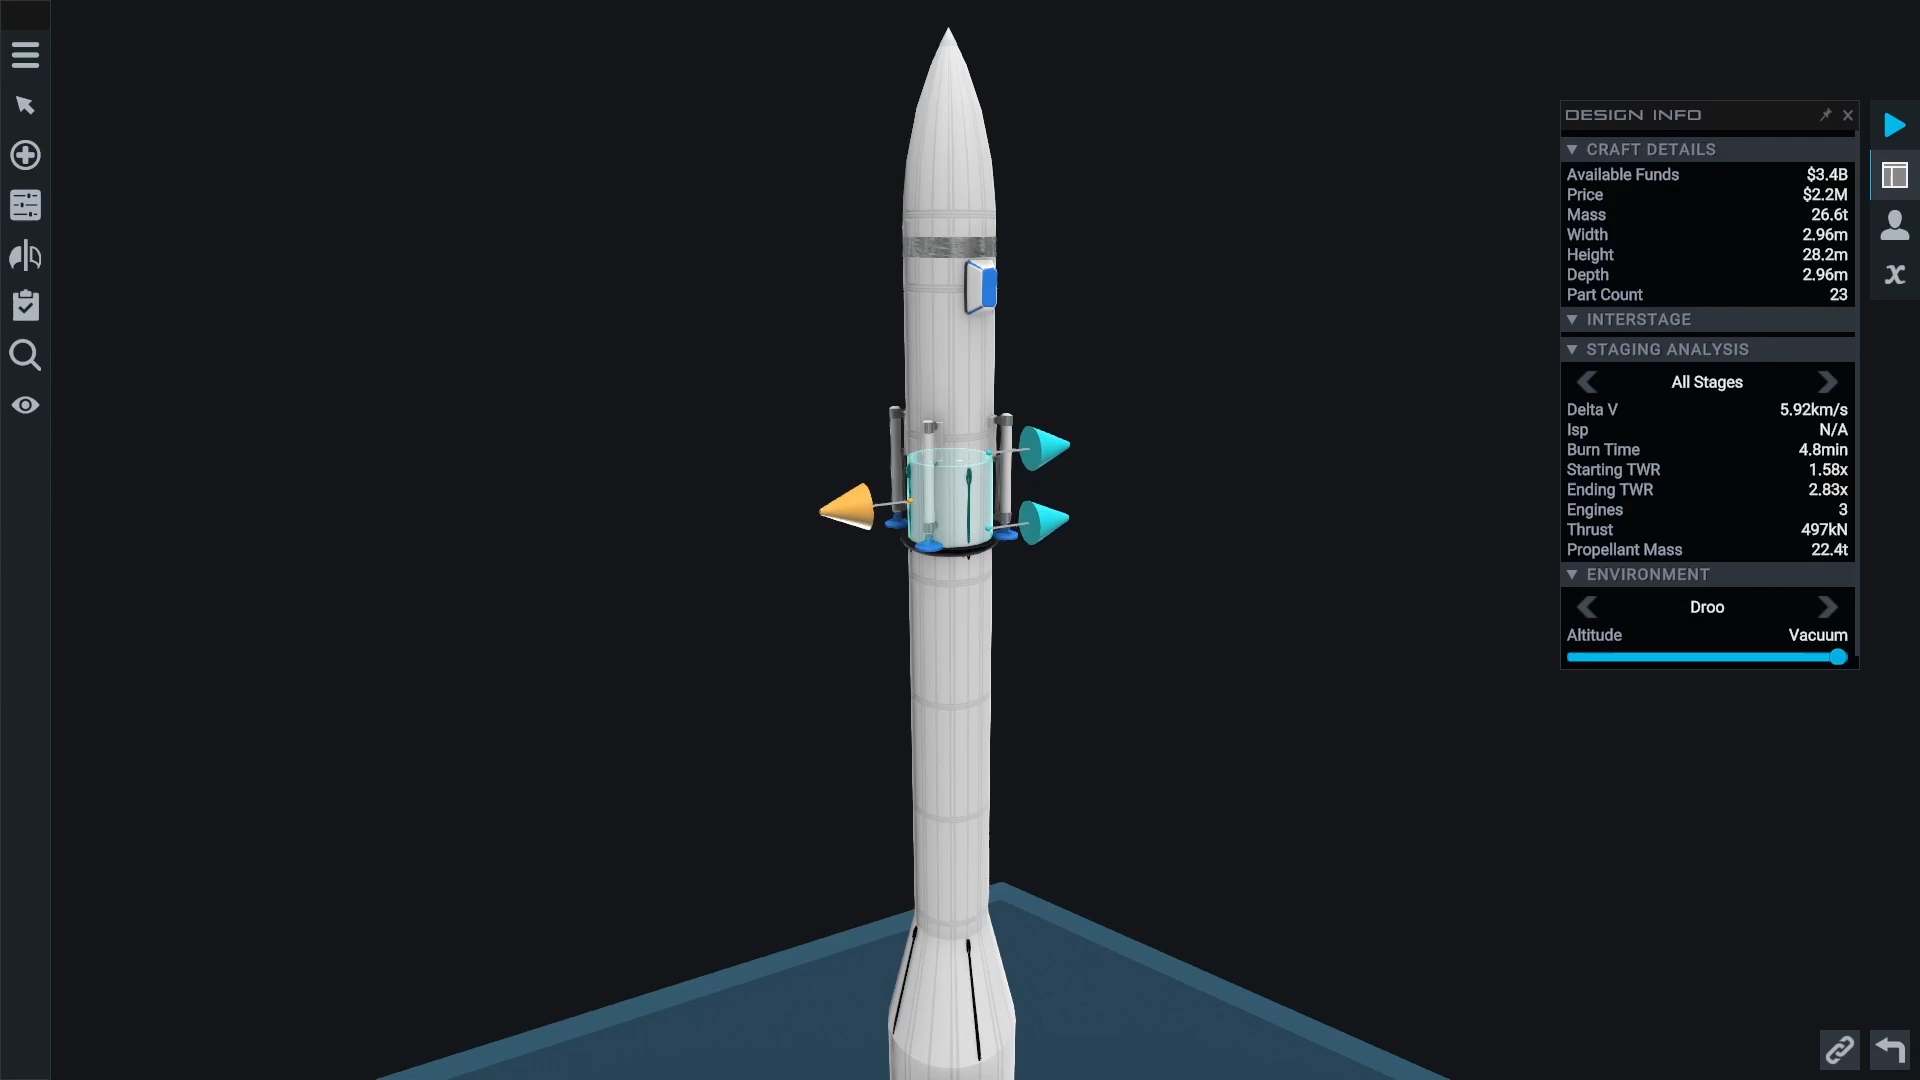 DESIGN INFO
CRAFT DETAILS
Available Funds $3.4B
Price $2.2M
Mass 26.6t
Width 2.96m
Height 28.2m
Depth 2.96m
Part Count 23
INTERSTAGE
STAGING ANALYSIS
All Stages
Delta V 5.92km/s
Isp N/A
Burn Time 4.8min
Starting TWR 1.58x
Ending TWR 2.83x
Engines 3
Thrust 497kN
Propellant Mass 22.4t
ENVIRONMENT
Droo
Altitude Vacuum